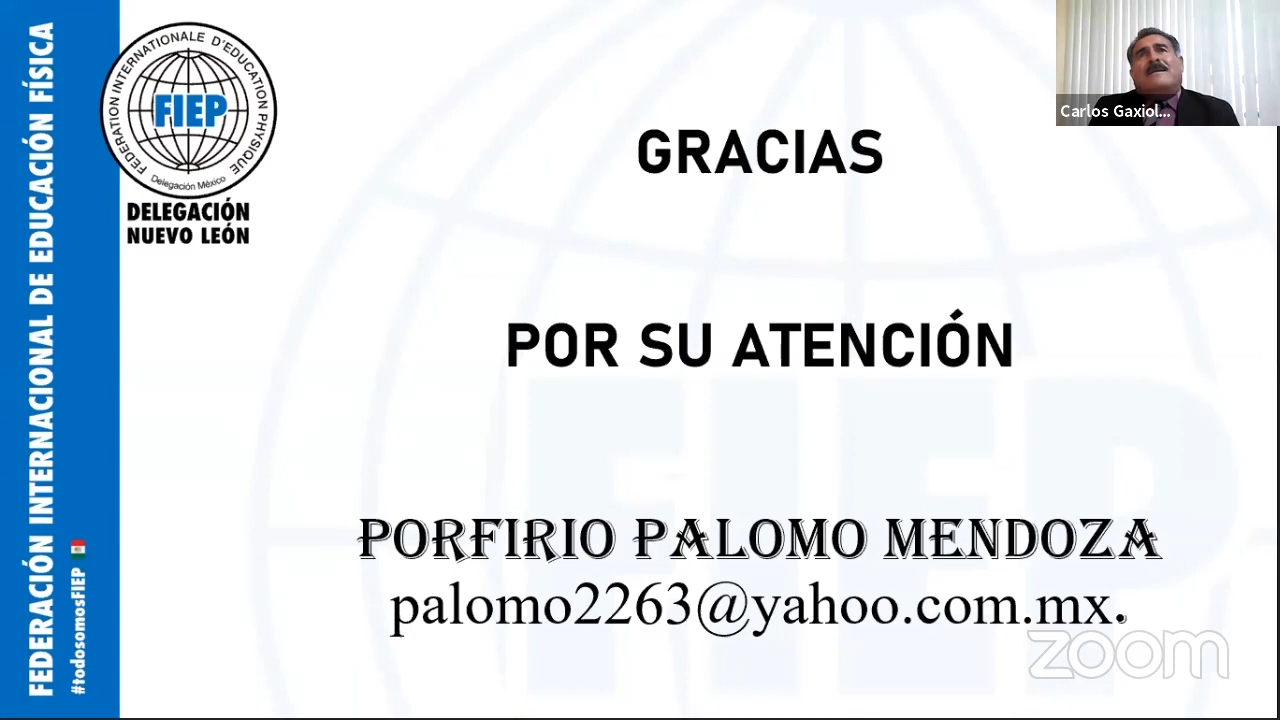 FEDERACIÓN INTERNACIONAL DE EDUCACIÓN FÍSICA
#todosomosFIEP
FEDERATION INTERNATIONALE D'EDUCATION PHYSIQUE
FIEP
Delegación México
DELEGACIÓN
NUEVO LEÓN
Carlos Gaxiol...
GRACIAS
POR SU ATENCIÓN
PORFIRIO PALOMO MENDOZA
palomo2263@yahoo.com.mx.
zoom
FIEP